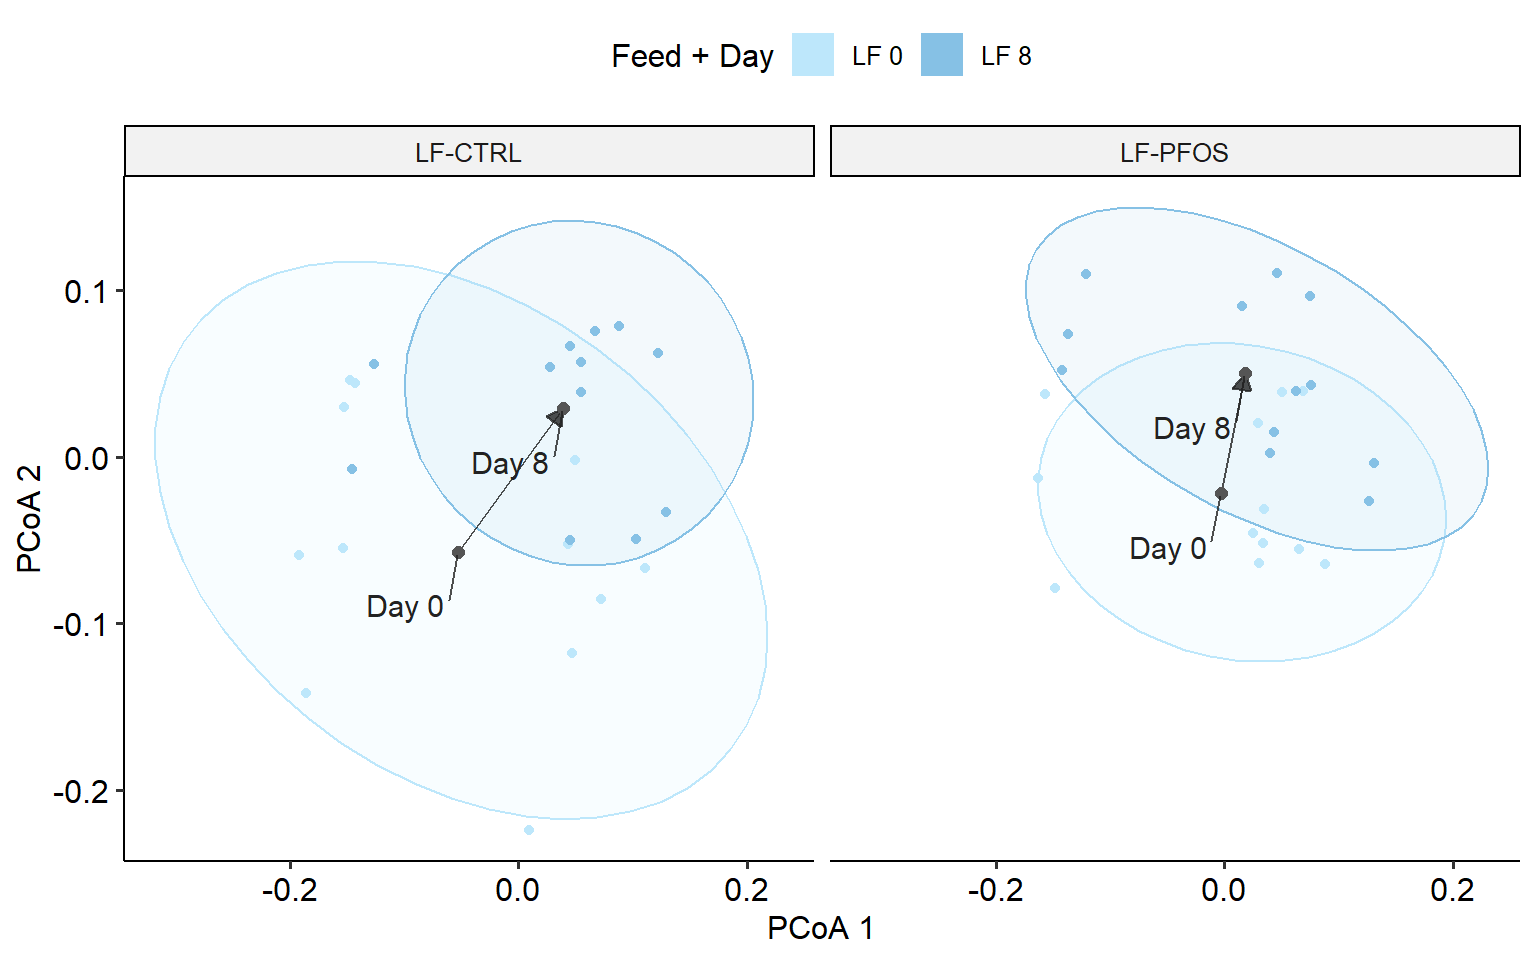 Feed + Day LF 0 LF 8
LF-CTRL LF-PFOS
0.1
0.0
-0.1
-0.2
PCoA 2
Day 8
Day 0
Day 8
Day 0
-0.2 0.0 0.2 -0.2 0.0 0.2
PCoA 1